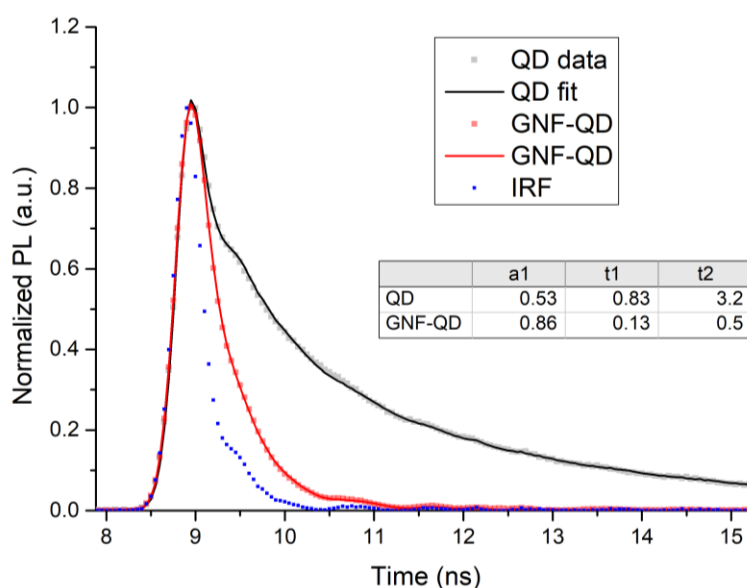 1.2
1.0
0.8
0.6
0.4
0.2
0.0
Normalized PL (a.u.)
QD data
QD fit
GNF-QD
GNF-QD
IRF
a1 t1 t2
QD 0.53 0.83 3.2
GNF-QD 0.86 0.13 0.5
8 9 10 11 12 13 14 15
Time (ns)